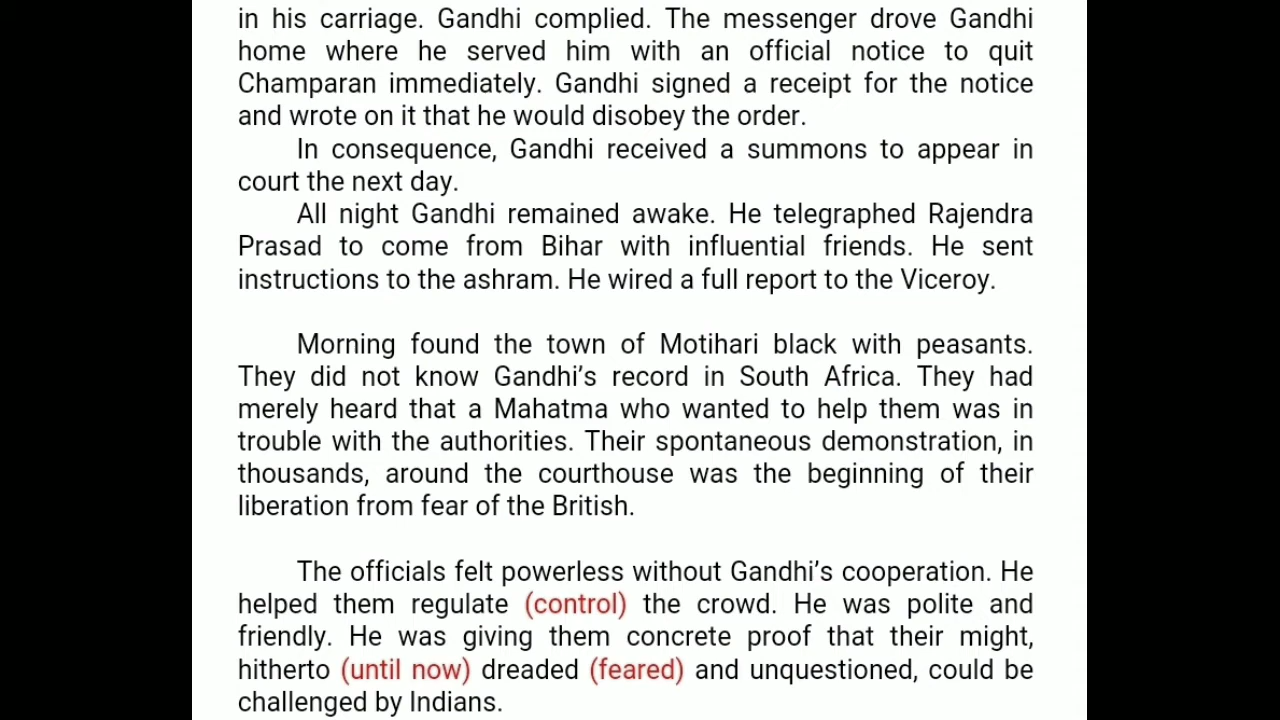 in his carriage. Gandhi complied. The messenger drove Gandhi
home where he served him with an official notice to quit
Champaran immediately. Gandhi signed a receipt for the notice
and wrote on it that he would disobey the order.
In consequence, Gandhi received a summons to appear in
court the next day.
All night Gandhi remained awake. He telegraphed Rajendra
Prasad to come from Bihar with influential friends. He sent
instructions to the ashram. He wired a full report to the Viceroy.
Morning found the town of Motihari black with peasants.
They did not know Gandhi’s record in South Africa. They had
merely heard that a Mahatma who wanted to help them was in
trouble with the authorities. Their spontaneous demonstration, in
thousands, around the courthouse was the beginning of their
liberation from fear of the British.
The officials felt powerless without Gandhi’s cooperation. He
helped them regulate (control) the crowd. He was polite and
friendly. He was giving them concrete proof that their might,
hitherto (until now) dreaded (feared) and unquestioned, could be
challenged by Indians.